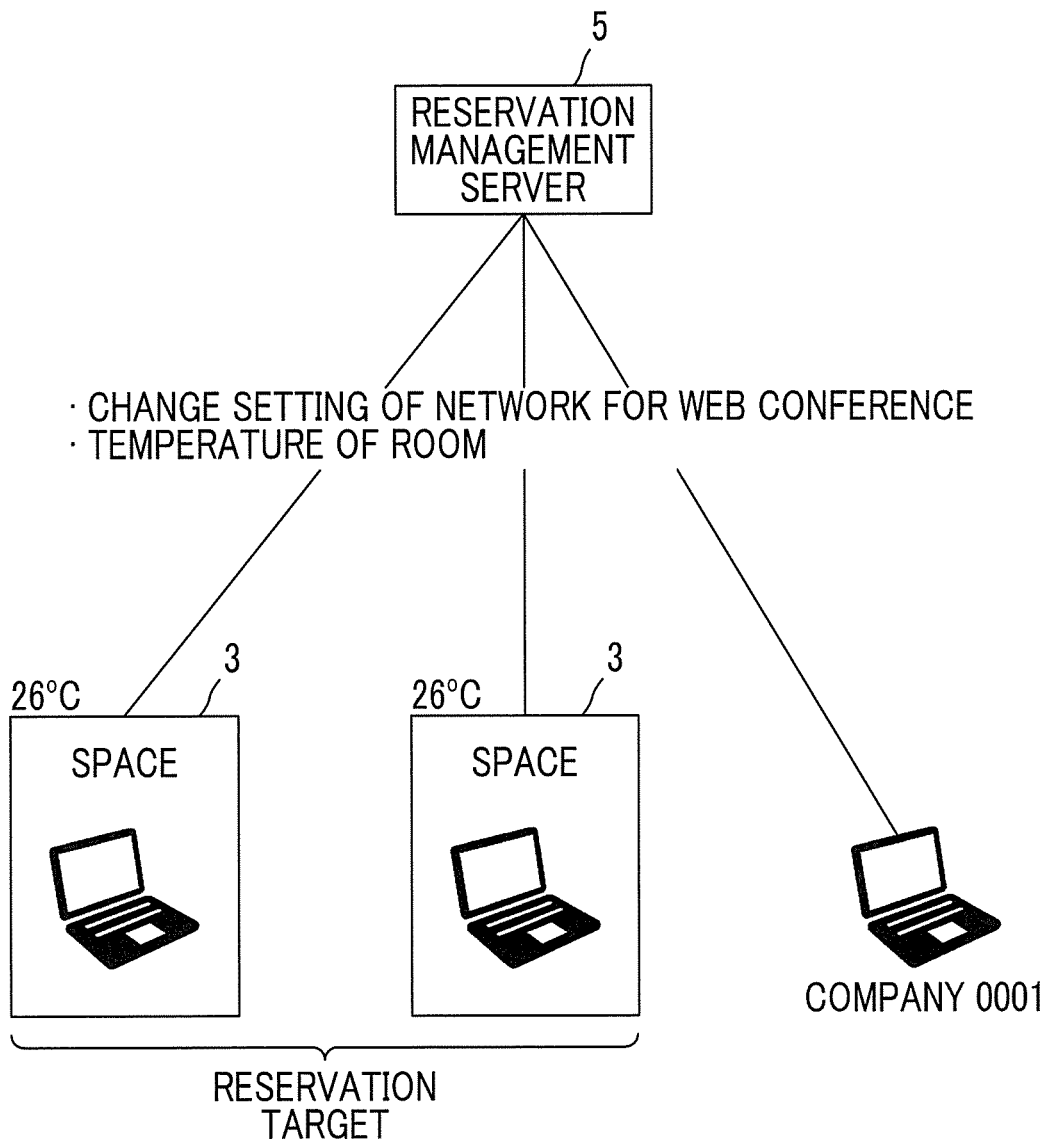 5
RESERVATION
MANAGEMENT
SERVER
· CHANGE SETTING OF NETWORK FOR WEB CONFERENCE
· TEMPERATURE OF ROOM
3
3
26°C
26°C
SPACE
SPACE
COMPANY 0001
RESERVATION
TARGET